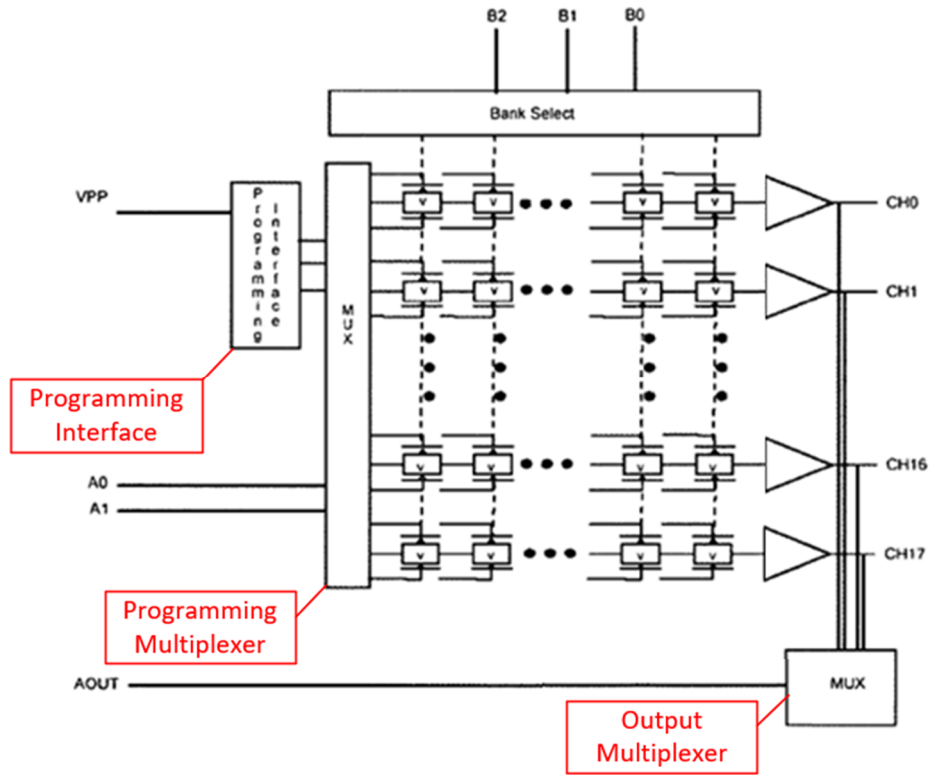 B2 B1 B0
Bank Select
VPP
Programming
Interface
MUX
V V V V
CH0
V V V V
CH1
Programming
Interface
V V V V
CH16
A0
A1
V V V V
CH17
Programming
Multiplexer
AOUT
MUX
Output
Multiplexer